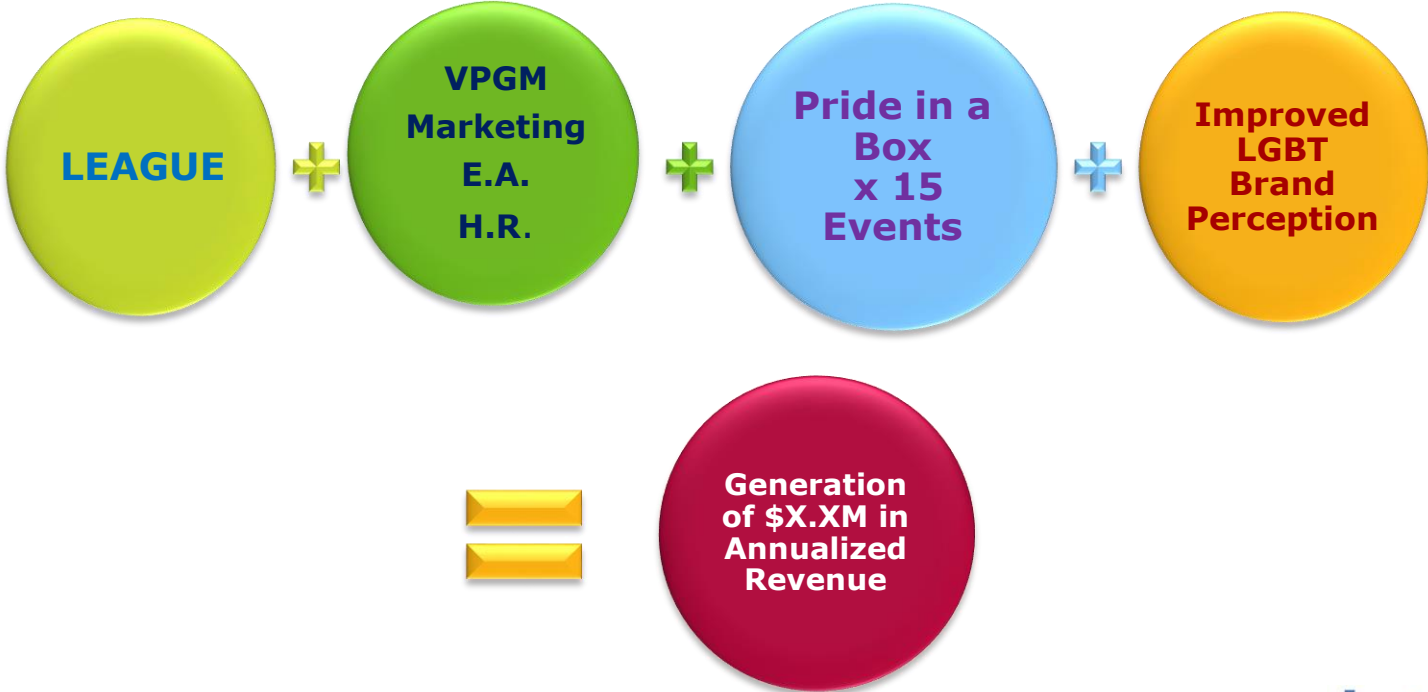 LEAGUE
VPGM
Marketing
E.A.
H.R.
Pride in a
Box
x 15
Events
Improved
LGBT
Brand
Perception
Generation
of $X.XM in
Annualized
Revenue